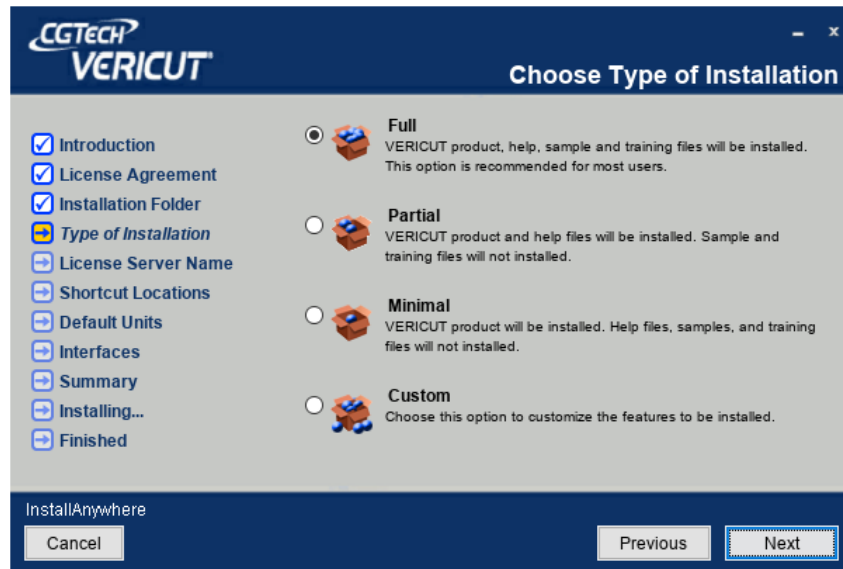 CGTECH
VERICUT
Choose Type of Installation
Introduction
License Agreement
Installation Folder
Type of Installation
License Server Name
Shortcut Locations
Default Units
Interfaces
Summary
Installing...
Finished
Full
VERICUT product, help, sample and training files will be installed.
This option is recommended for most users.
Partial
VERICUT product and help files will be installed. Sample and
training files will not installed.
Minimal
VERICUT product will be installed. Help files, samples, and training
files will not installed.
Custom
Choose this option to customize the features to be installed.
InstallAnywhere
Cancel
Previous
Next